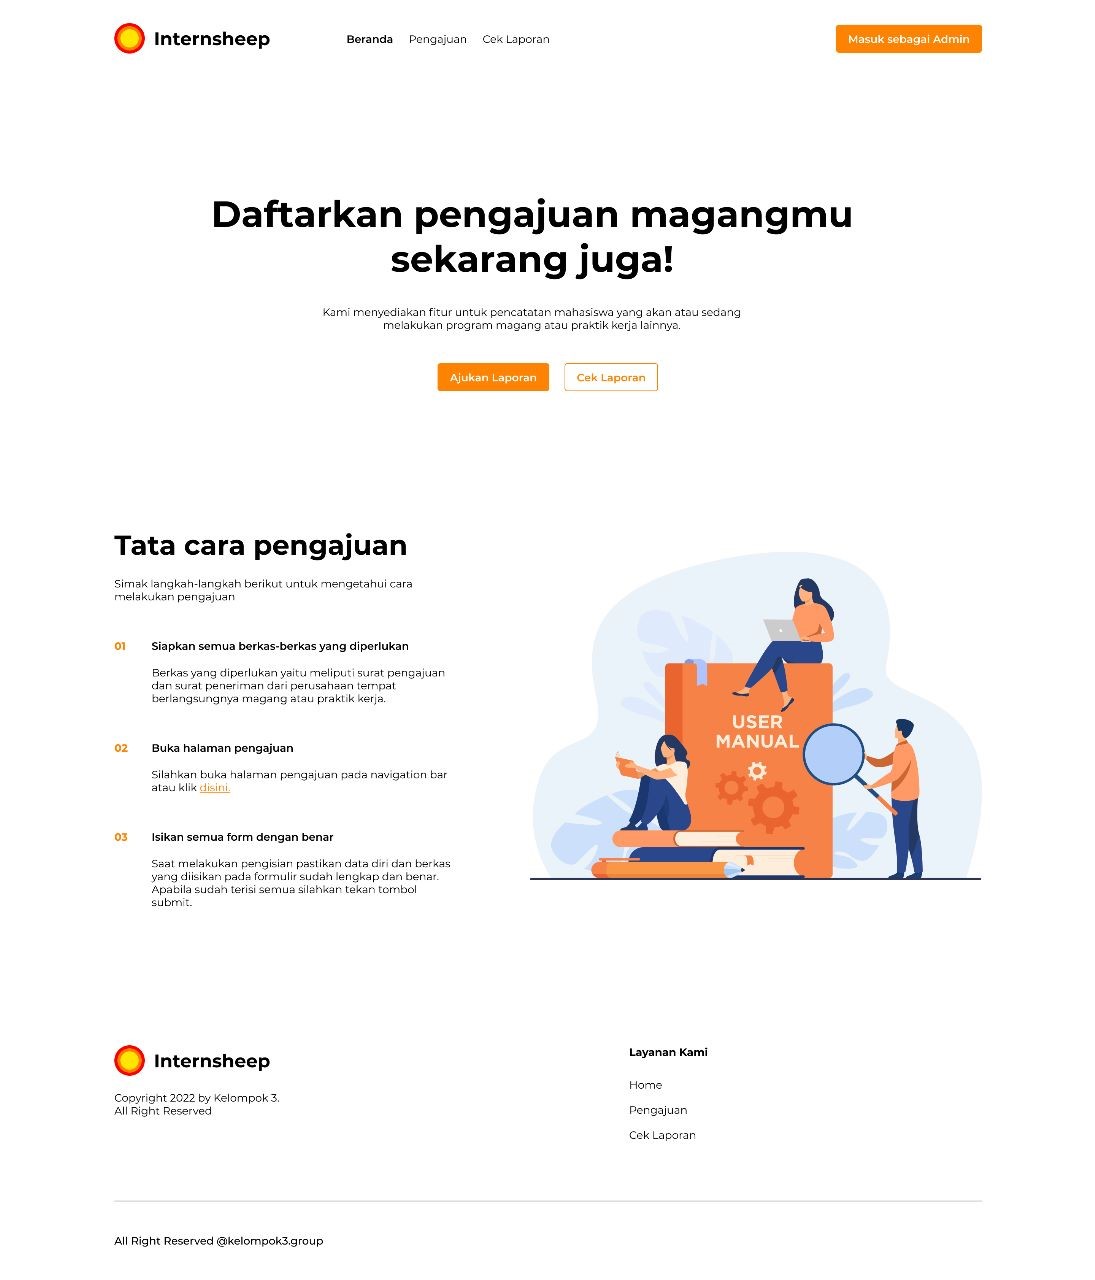 Internsheep
Beranda Pengajuan Cek Laporan
Masuk sebagai Admin
Daftarkan pengajuan magangmu
sekarang juga!
Kami menyediakan fitur untuk pencatatan mahasiswa yang akan atau sedang
melakukan program magang atau praktik kerja lainnya.
Ajukan Laporan
Cek Laporan
Tata cara pengajuan
Simak langkah-langkah berikut untuk mengetahui cara
melakukan pengajuan
01 Siapkan semua berkas-berkas yang diperlukan
Berkas yang diperlukan yaitu meliputi surat pengajuan
dan surat peneriman dari perusahaan tempat
berlangsungnya magang atau praktik kerja.
02 Buka halaman pengajuan
Silahkan buka halaman pengajuan pada navigation bar
atau klik disini.
03 Isikan semua form dengan benar
Saat melakukan pengisian pastikan data diri dan berkas
yang diisikan pada formulir sudah lengkap dan benar.
Apabila sudah terisi semua silahkan tekan tombol
submit.
USER
MANUAL
Internsheep
Copyright 2022 by Kelompok 3.
All Right Reserved
Layanan Kami
Home
Pengajuan
Cek Laporan
All Right Reserved @kelompok3.group